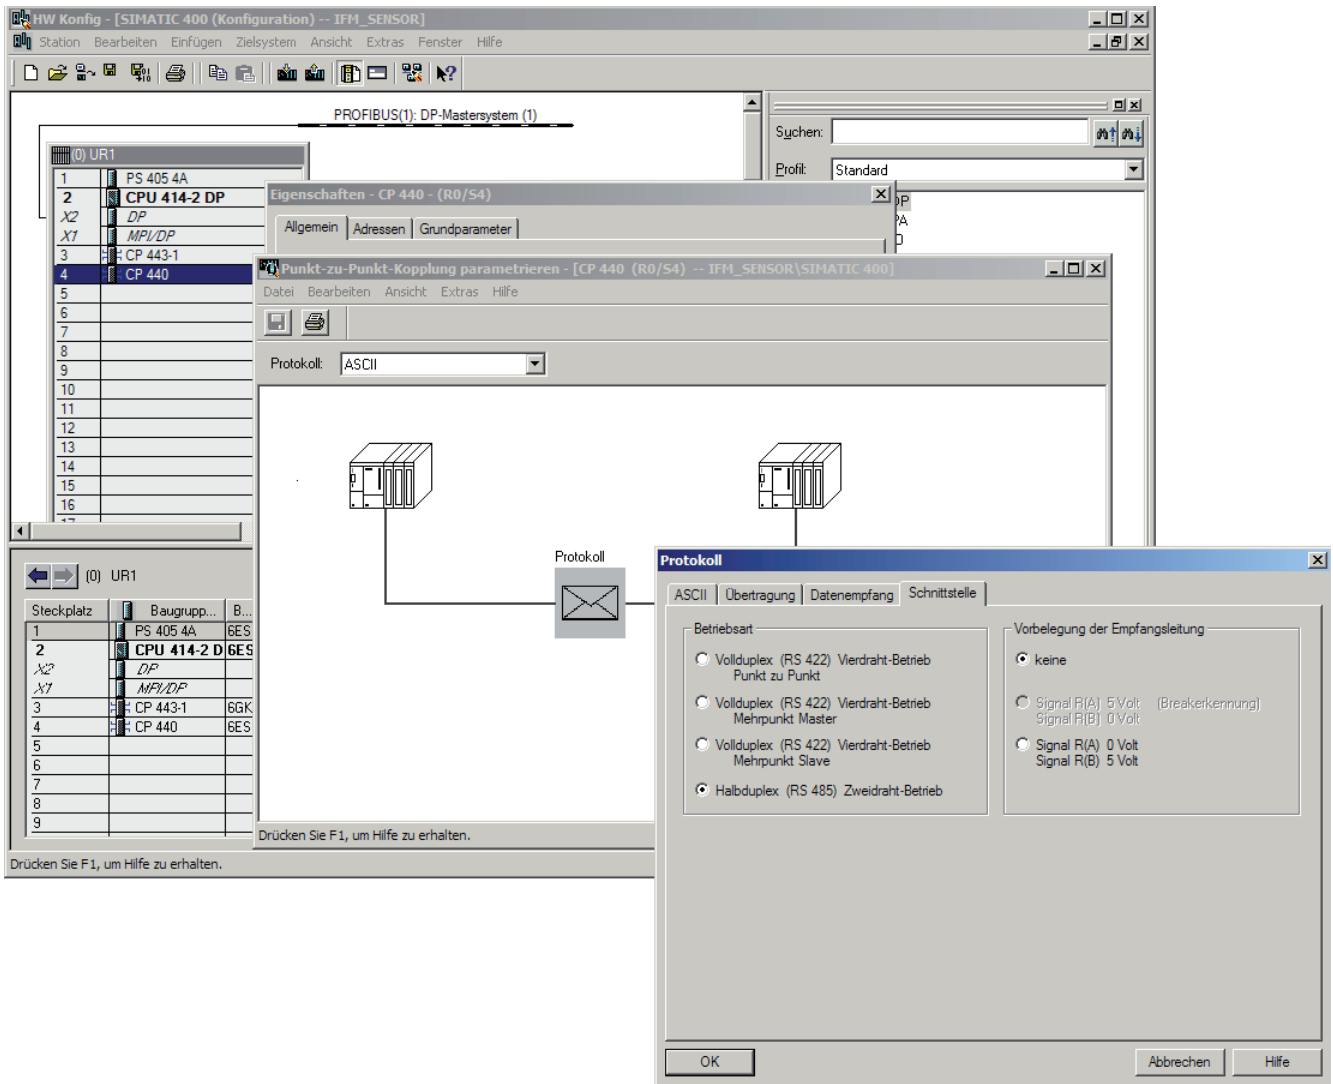 HW Konfig - [SIMATIC 400 (Konfiguration) -- IFM_SENSOR]
Station Bearbeiten Einfügen Zielsystem Ansicht Extras Fenster Hilfe
PROFIBUS(1): DP-Mastersystem (1)
Suchen:
Profil: Standard
(0) UR1
1 PS 405 4A
2 CPU 414-2 DP
X2 DP
X1 MPI/DP
3 CP 443-1
4 CP 440
5
6
7
8
9
10
11
12
13
14
15
16
17
Eigenschaften - CP 440 - (R0/S4)
Allgemein Adressen Grundparameter
Punkt-zu-Punkt-Kopplung parametrieren - [CP 440 (R0/S4) -- IFM_SENSOR\SIMATIC 400]
Datei Bearbeiten Ansicht Extras Hilfe
Protokoll: ASCII
Protokoll
Drücken Sie F1, um Hilfe zu erhalten.
(0) UR1
Steckplatz Baugrupp... B...
1 PS 405 4A 6ES
2 CPU 414-2 D 6ES
X2 DP
X1 MPI/DP
3 CP 443-1 6GK
4 CP 440 6ES
5
6
7
8
9
Drücken Sie F1, um Hilfe zu erhalten.
Protokoll
ASCII Übertragung Datenempfang Schnittstelle
Betriebsart
Vollduplex (RS 422) Vierdraht-Betrieb
Punkt zu Punkt
Vollduplex (RS 422) Vierdraht-Betrieb
Mehrpunkt Master
Vollduplex (RS 422) Vierdraht-Betrieb
Mehrpunkt Slave
Halbduplex (RS 485) Zweidraht-Betrieb
Vorbelegung der Empfangsleitung
keine
Signal R(A) 5 Volt (Breakerkennung)
Signal R(B) 0 Volt
Signal R(A) 0 Volt
Signal R(B) 5 Volt
OK Abbrechen Hilfe